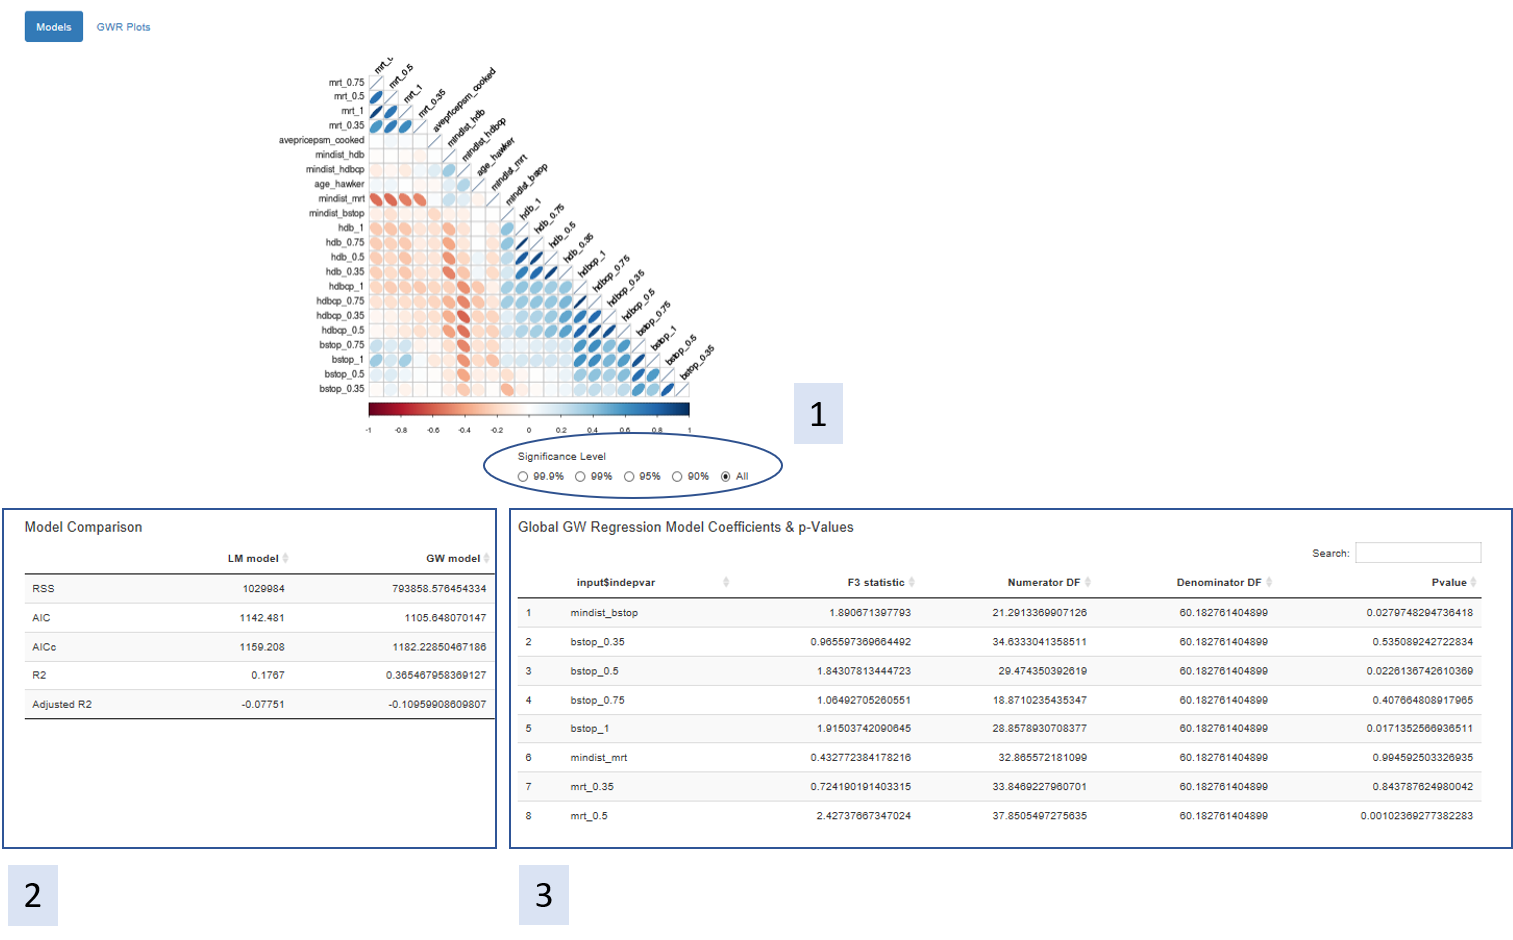 Models GWR Plots
mrt_0.5
mrt_1
mrt_0.35
avepricepsm_cooked
mindist_hdb
mindist_hdbcp
age_hawker
mindist_mrt
mindist_bstop
hdb_1
hdb_0.75
hdb_0.5
hdb_0.35
hdbcp_1
hdbcp_0.75
hdbcp_0.35
hdbcp_0.5
bstop_0.75
bstop_1
bstop_0.5
bstop_0.35
mrt_0.75
mrt_0.5
mrt_1
mrt_0.35
avepricepsm_cooked
mindist_hdb
mindist_hdbcp
age_hawker
mindist_mrt
mindist_bstop
hdb_1
hdb_0.75
hdb_0.5
hdb_0.35
hdbcp_1
hdbcp_0.75
hdbcp_0.35
hdbcp_0.5
bstop_0.75
bstop_1
bstop_0.5
bstop_0.35
-1 -0.8 -0.6 -0.4 -0.2 0 0.2 0.4 0.6 0.8 1
1
Significance Level
99.9% 99% 95% 90% All
Model Comparison
LM model GW model
RSS 1029984 793858.576454334
AIC 1142.481 1105.648070147
AICc 1159.208 1182.22850467186
R2 0.1767 0.365467958369127
Adjusted R2 -0.07751 -0.10959908609807
2
Global GW Regression Model Coefficients & p-Values
Search:
input$indepvar F3 statistic Numerator DF Denominator DF Pvalue
1 mindist_bstop 1.890671397793 21.2913369907126 60.182761404899 0.0279748294736418
2 bstop_0.35 0.965597369664492 34.6333041358511 60.182761404899 0.535089242722834
3 bstop_0.5 1.84307813444723 29.474350392619 60.182761404899 0.0226136742610369
4 bstop_0.75 1.06492705260551 18.8710235435347 60.182761404899 0.407664808917965
5 bstop_1 1.91503742090645 28.8578930708377 60.182761404899 0.0171352566936511
6 mindist_mrt 0.432772384178216 32.865572181099 60.182761404899 0.994592503326935
7 mrt_0.35 0.724190191403315 33.8469227960701 60.182761404899 0.843787624980042
8 mrt_0.5 2.42737667347024 37.8505497275635 60.182761404899 0.00102369277382283
3